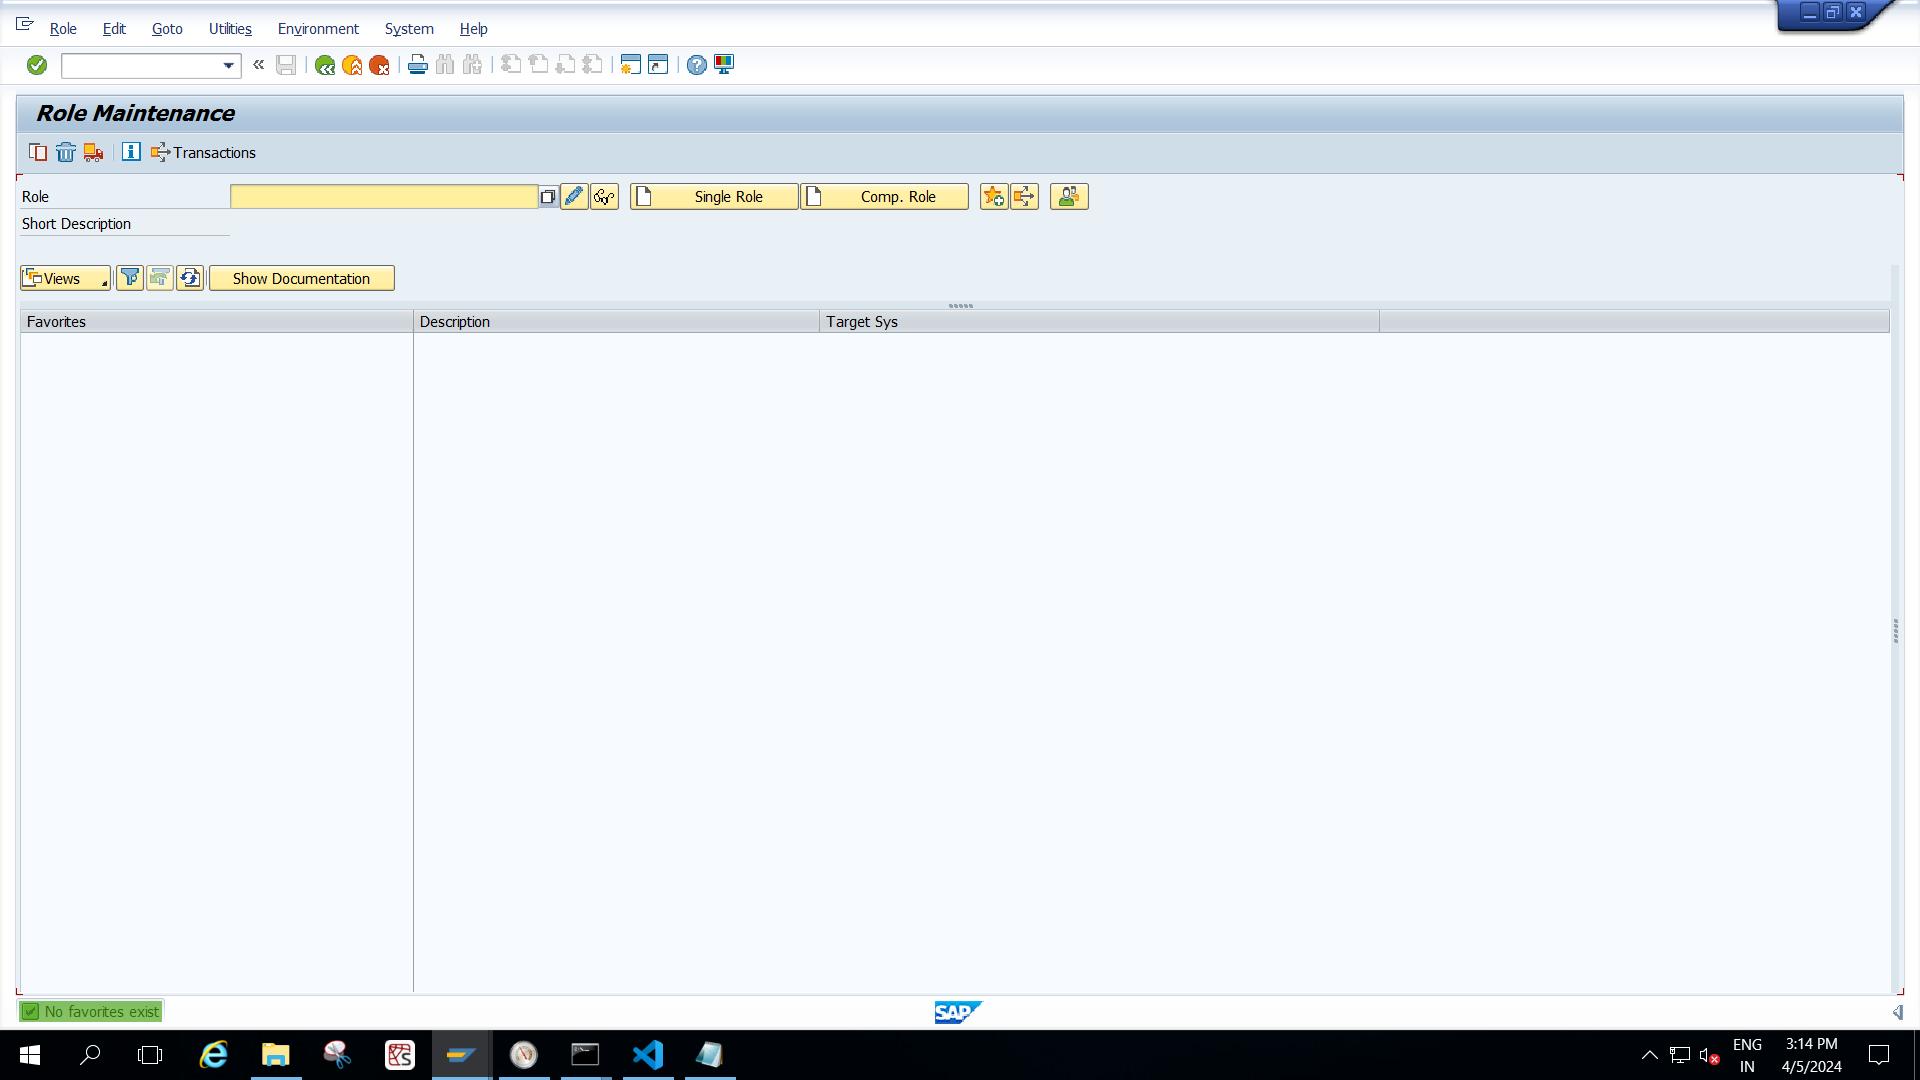 Role Edit Goto Utilities Environment System Help
Role Maintenance
Transactions
Role Single Role Comp. Role
Short Description
Views Show Documentation
Favorites Description Target Sys
No favorites exist
SAP
ENG 3:14 PM
IN 4/5/2024